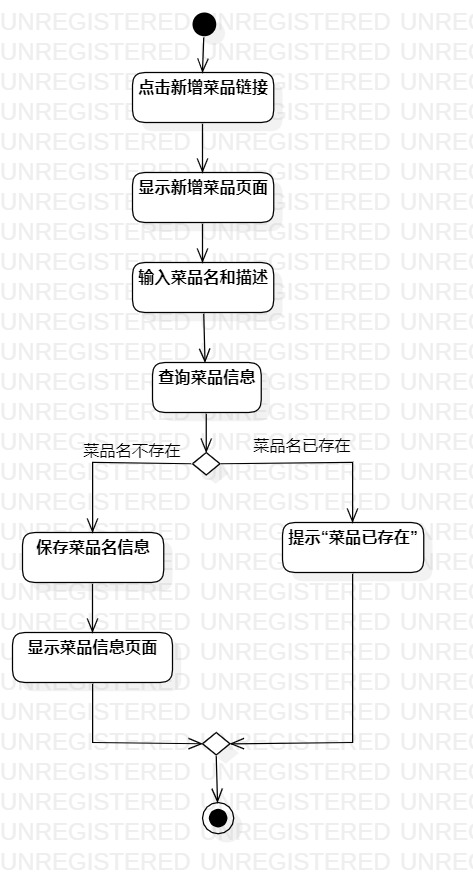 点击新增菜品链接
显示新增菜品页面
输入菜品名和描述
查询菜品信息
菜品名不存在
菜品名已存在
保存菜品名信息
提示“菜品已存在”
显示菜品信息页面
UNREGISTERED